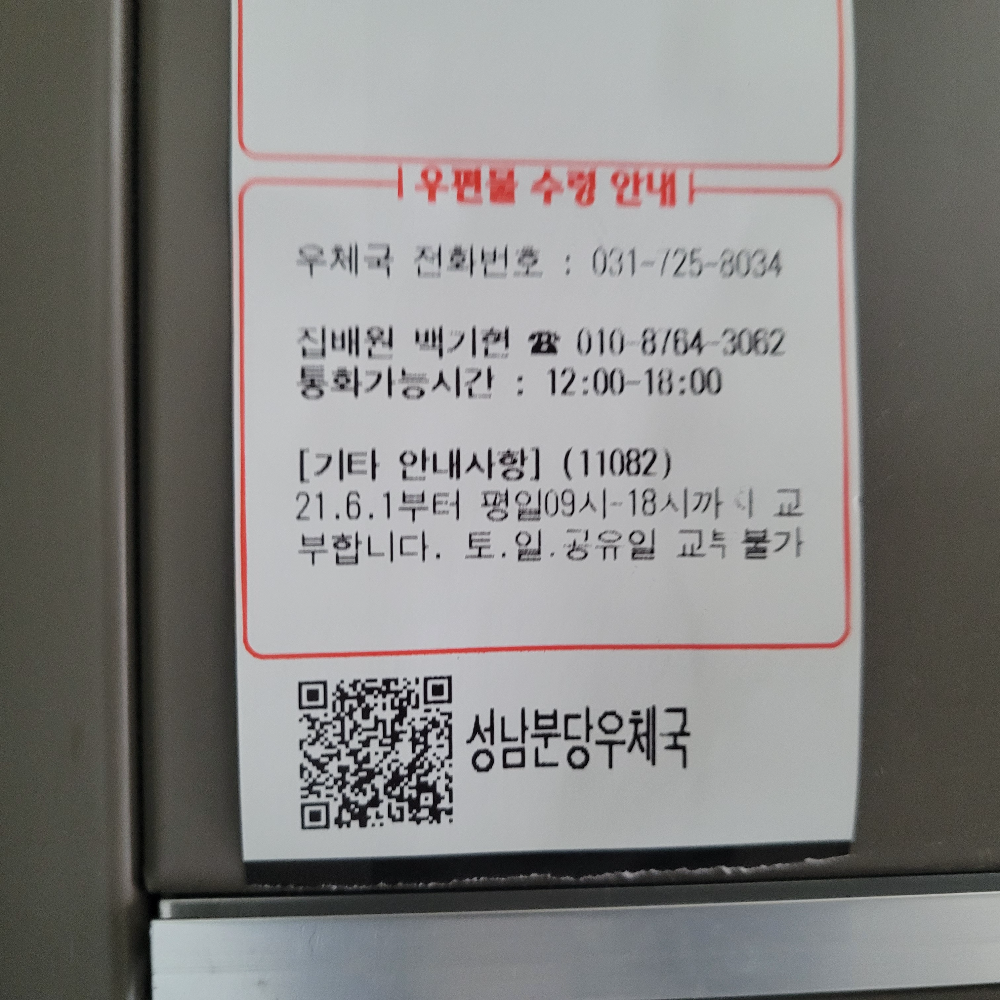 우편물 수령 안내
우체국 전화번호 : 031-725-8034
집배원 백기현 ☎ 010-8764-3062
통화가능시간 : 12:00-18:00
[기타 안내사항] (11082)
21.6.1부터 평일09시-18시까지 교
부합니다. 토.일.공유일 교부 불가
성남분당우체국